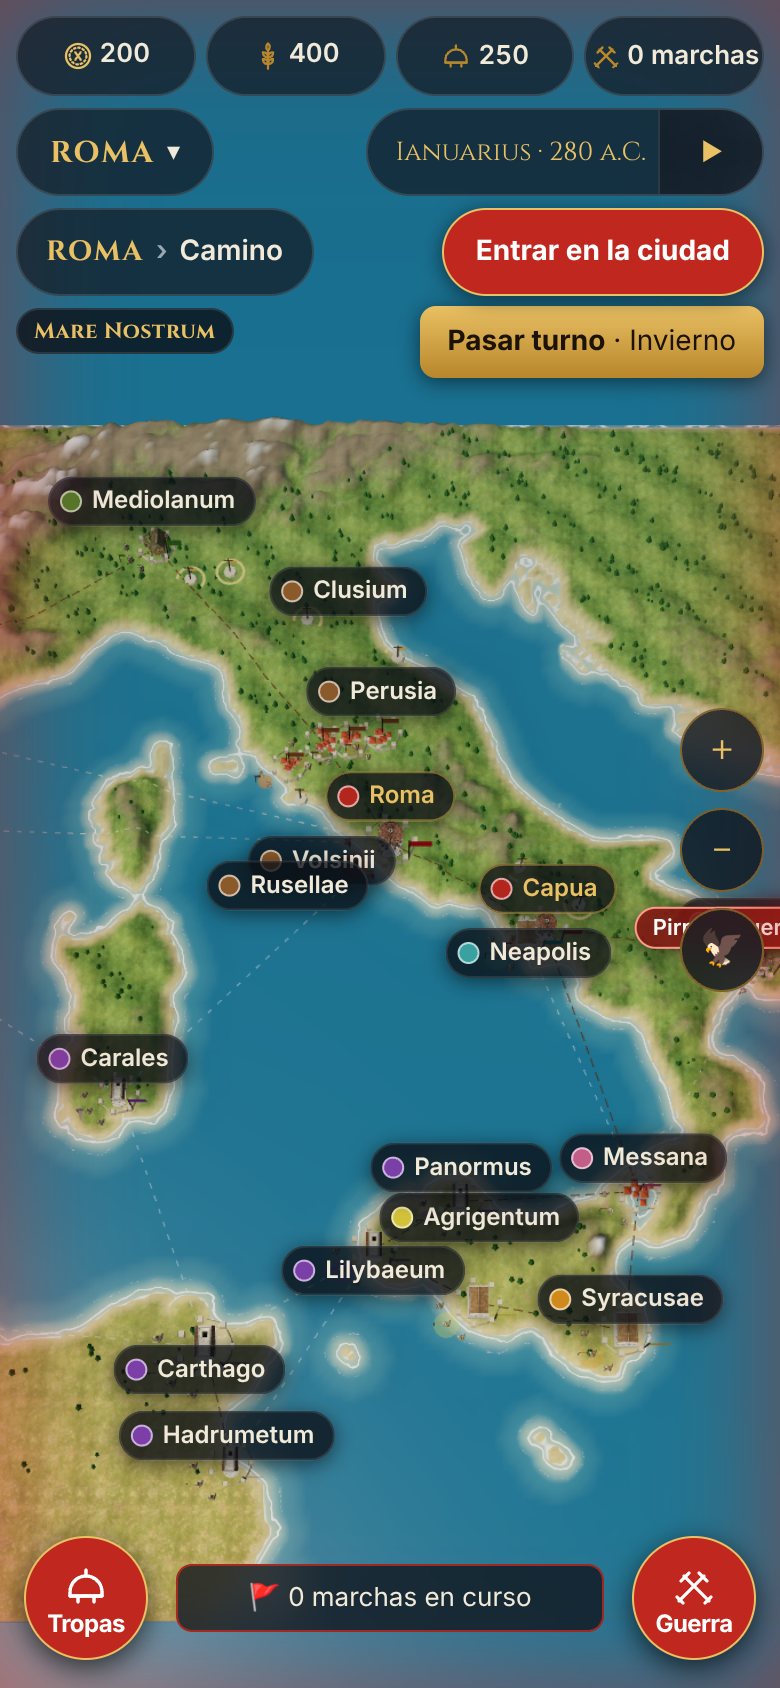 200
400
250
0 marchas
ROMA ▼
IANUARIUS · 280 A.C.
ROMA › Camino
Entrar en la ciudad
MARE NOSTRUM
Pasar turno · Invierno
Mediolanum
Clusium
Perusia
Roma
Volsinii
Rusellae
Capua
Neapolis
Carales
Panormus
Messana
Agrigentum
Lilybaeum
Syracusae
Carthago
Hadrumetum
Tropas
0 marchas en curso
Guerra